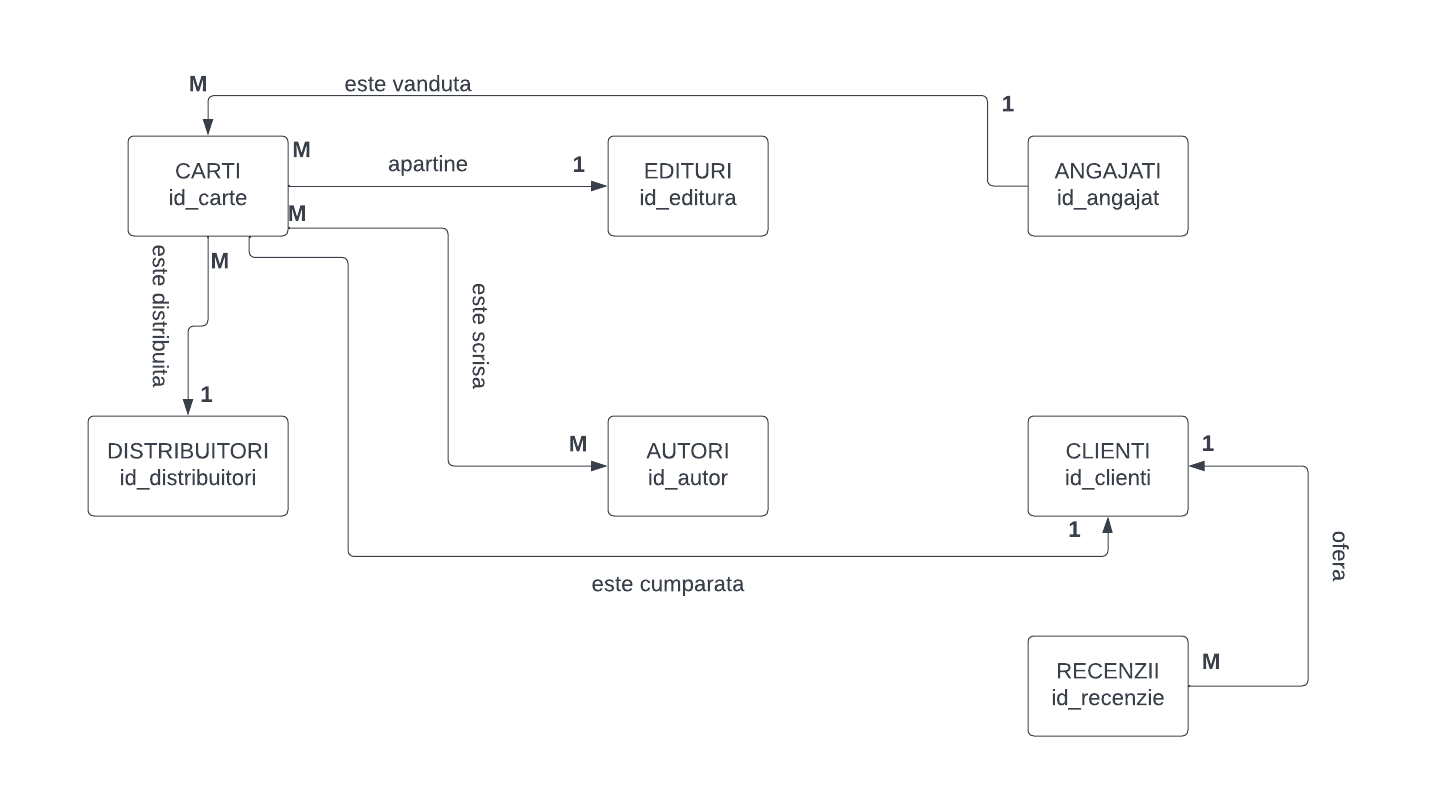 M
este vanduta
1
CARTI
id_carte
M
apartine
1
EDITURI
id_editura
ANGAJATI
id_angajat
M
este distribuita
M
este scrisa
1
DISTRIBUITORI
id_distribuitori
M
AUTORI
id_autor
CLIENTI
id_clienti
1
1
este cumparata
ofera
RECENZII
id_recenzie
M